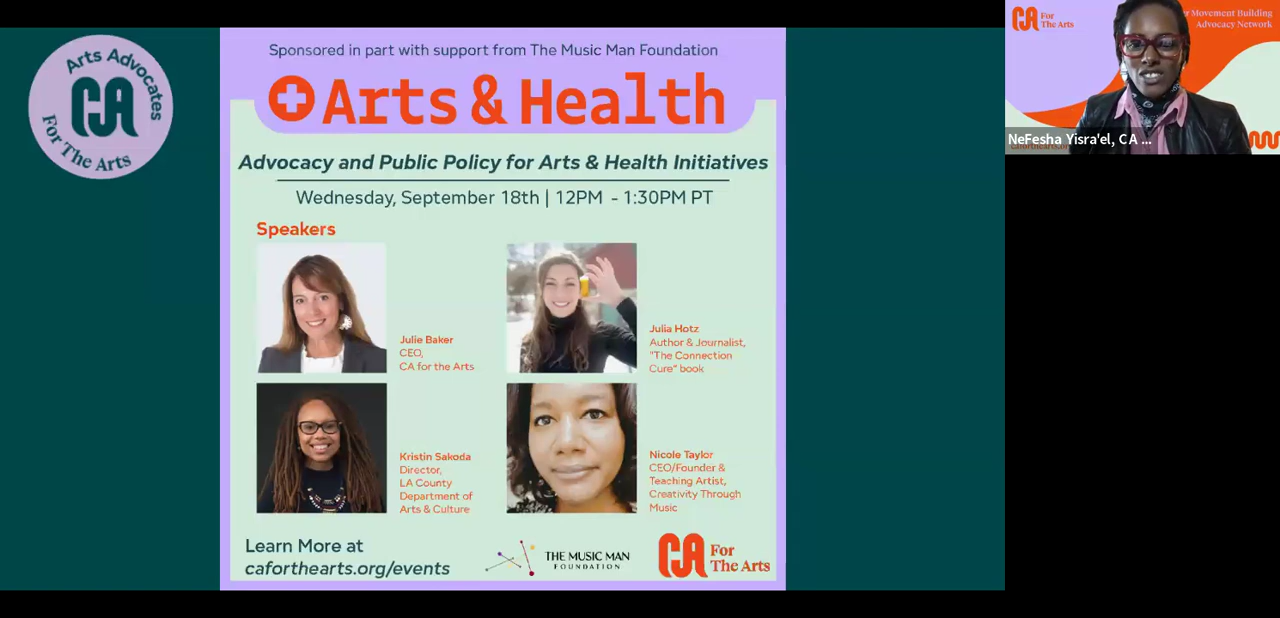 Arts Advocates
CA
For The Arts
Sponsored in part with support from The Music Man Foundation
Arts & Health
Advocacy and Public Policy for Arts & Health Initiatives
Wednesday, September 18th | 12PM - 1:30PM PT
Speakers
Julie Baker
CEO,
CA for the Arts
Julia Hotz
Author & Journalist,
"The Connection
Cure" book
Kristin Sakoda
Director,
LA County
Department of
Arts & Culture
Nicole Taylor
CEO/Founder &
Teaching Artist,
Creativity Through
Music
Learn More at
caforthearts.org/events
THE MUSIC MAN
FOUNDATION
CA For
The Arts
CA For
The Arts
Movement Building
Advocacy Network
NeFesha Yisra'el, CA ...